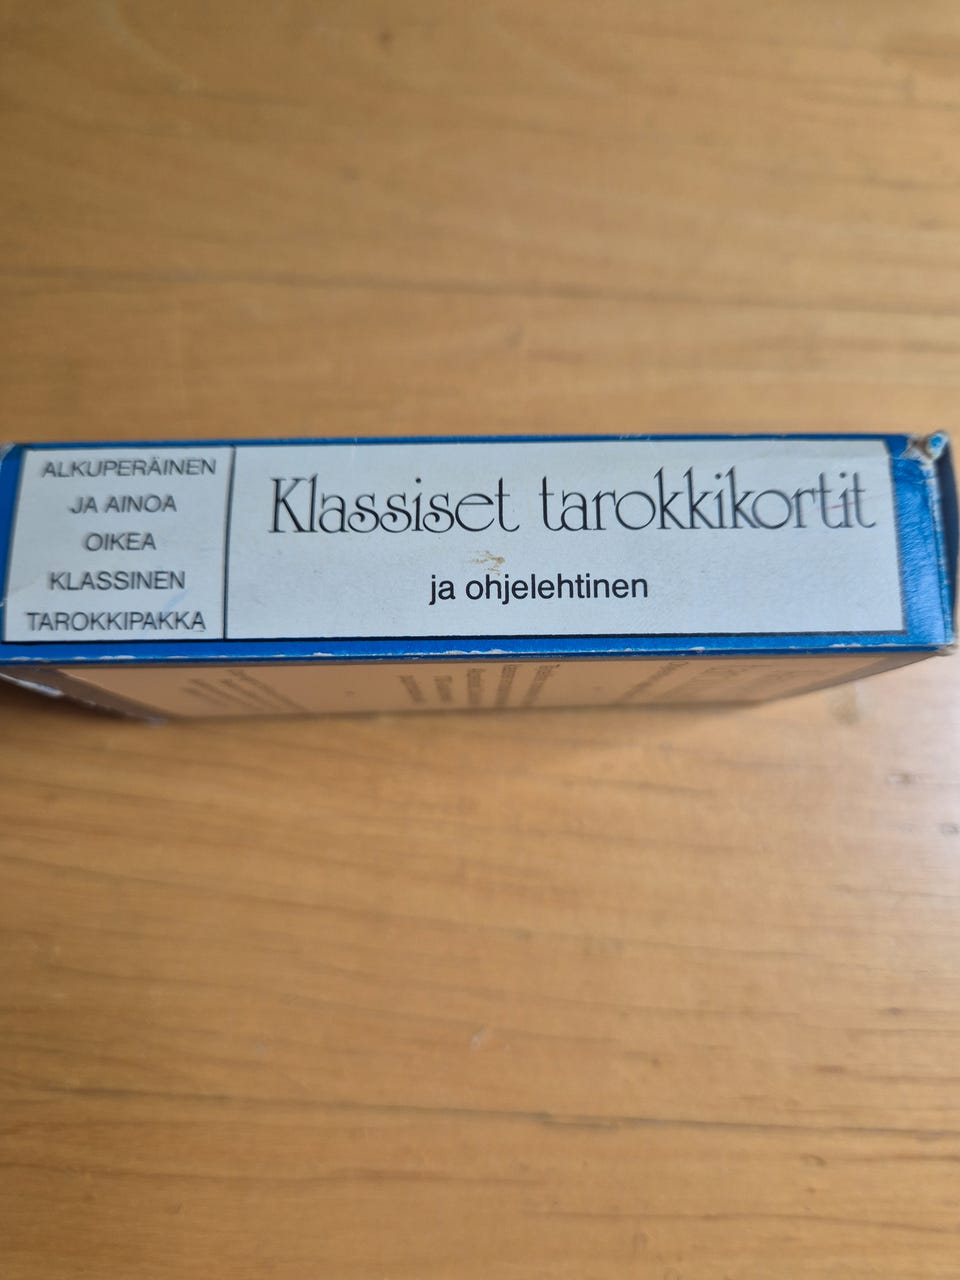 ALKUPERÄINEN
JA AINOA
OIKEA
KLASSINEN
TAROKKIPAKKA
Klassiset tarokkikortit
ja ohjelehtinen